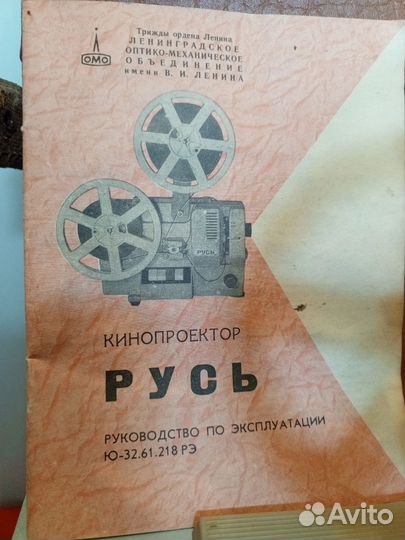 Трижды ордена Ленина
ЛЕНИНГРАДСКОЕ
ОПТИКО-МЕХАНИЧЕСКОЕ
ОБЪЕДИНЕНИЕ
имени В. И. ЛЕНИНА
ОМО
РУСЬ
КИНОПРОЕКТОР
РУСЬ
РУКОВОДСТВО ПО ЭКСПЛУАТАЦИИ
Ю-32.61.218 РЭ
Avito